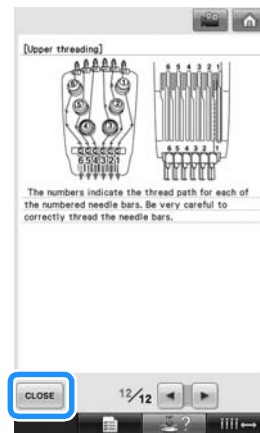 [Upper threading]
6 5 4 3 2 1
6 5 4 3 2 1
6 5 4 3 2 1
The numbers indicate the thread path for each of
the numbered needle bars. Be very careful to
correctly thread the needle bars.
CLOSE
12/12
?